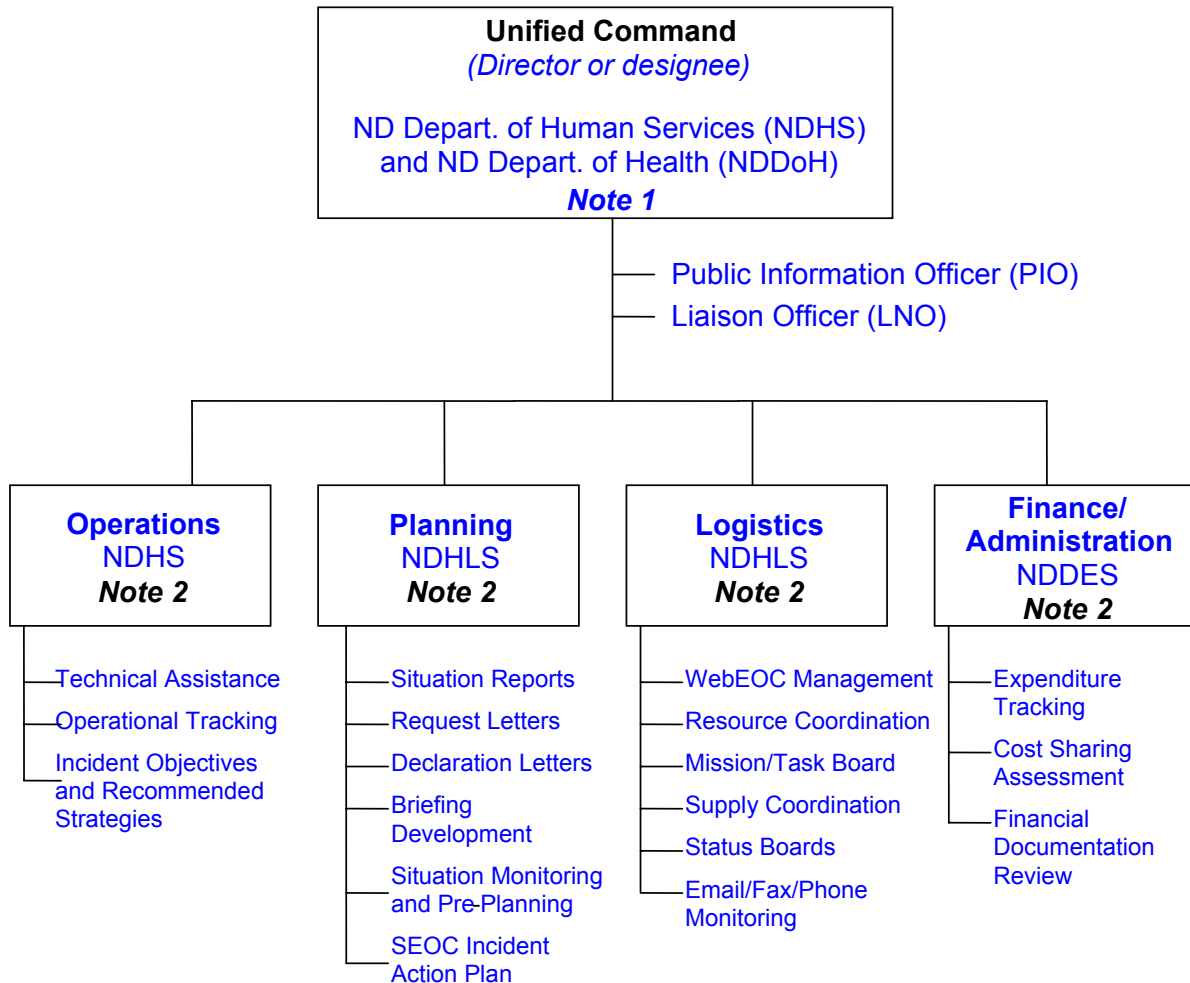 Unified Command
(Director or designee)
ND Depart. of Human Services (NDHS)
and ND Depart. of Health (NDDoH)
Note 1
Public Information Officer (PIO)
Liaison Officer (LNO)
Operations
NDHS
Note 2
Technical Assistance
Operational Tracking
Incident Objectives
and Recommended
Strategies
Planning
NDHLS
Note 2
Situation Reports
Request Letters
Declaration Letters
Briefing
Development
Situation Monitoring
and Pre-Planning
SEOC Incident
Action Plan
Logistics
NDHLS
Note 2
WebEOC Management
Resource Coordination
Mission/Task Board
Supply Coordination
Status Boards
Email/Fax/Phone
Monitoring
Finance/
Administration
NDDES
Note 2
Expenditure
Tracking
Cost Sharing
Assessment
Financial
Documentation
Review